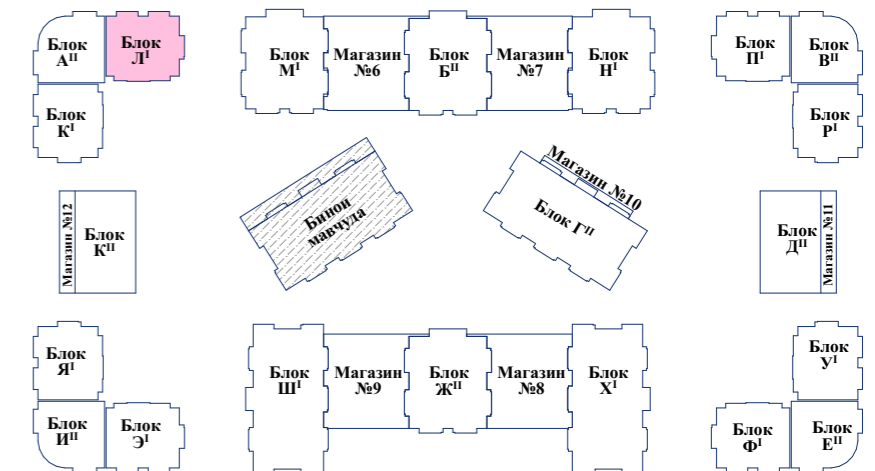 Блок
Аᴵᴵ
Блок
Лᴵ
Блок
Мᴵ
Магазин
№6
Блок
Бᴵᴵ
Магазин
№7
Блок
Нᴵ
Блок
Пᴵ
Блок
Вᴵᴵ
Блок
Кᴵ
Блок
Рᴵ
Магазин №12
Блок
Кᴵᴵ
Бинои
мавчуда
Магазин №10
Блок Гᴵᴵ
Блок
Дᴵᴵ
Магазин №11
Блок
Яᴵ
Блок
Шᴵ
Магазин
№9
Блок
Жᴵᴵ
Магазин
№8
Блок
Хᴵ
Блок
Уᴵ
Блок
Иᴵᴵ
Блок
Эᴵ
Блок
Фᴵ
Блок
Еᴵᴵ